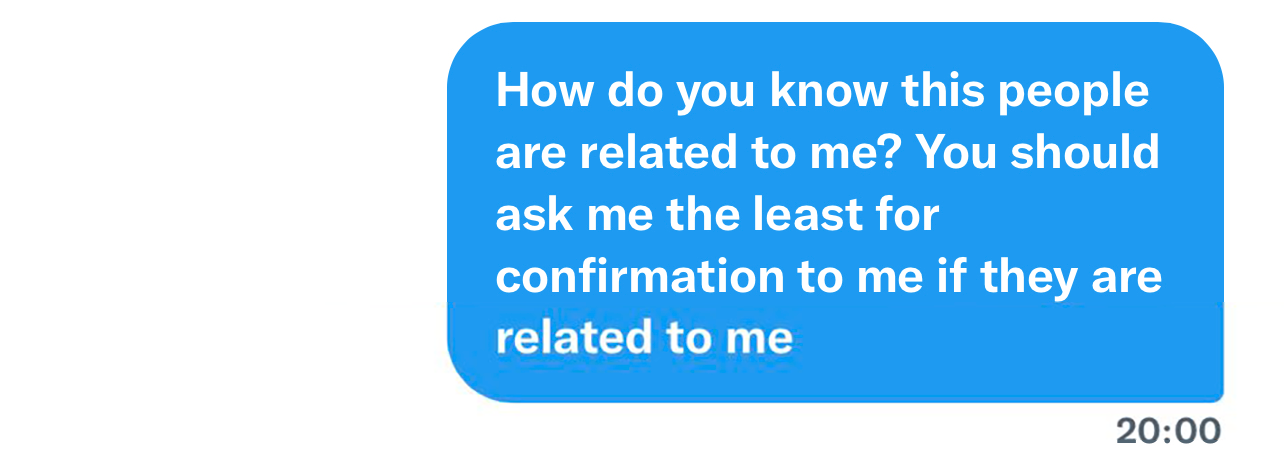 How do you know this people
are related to me? You should
ask me the least for
confirmation to me if they are
related to me
20:00